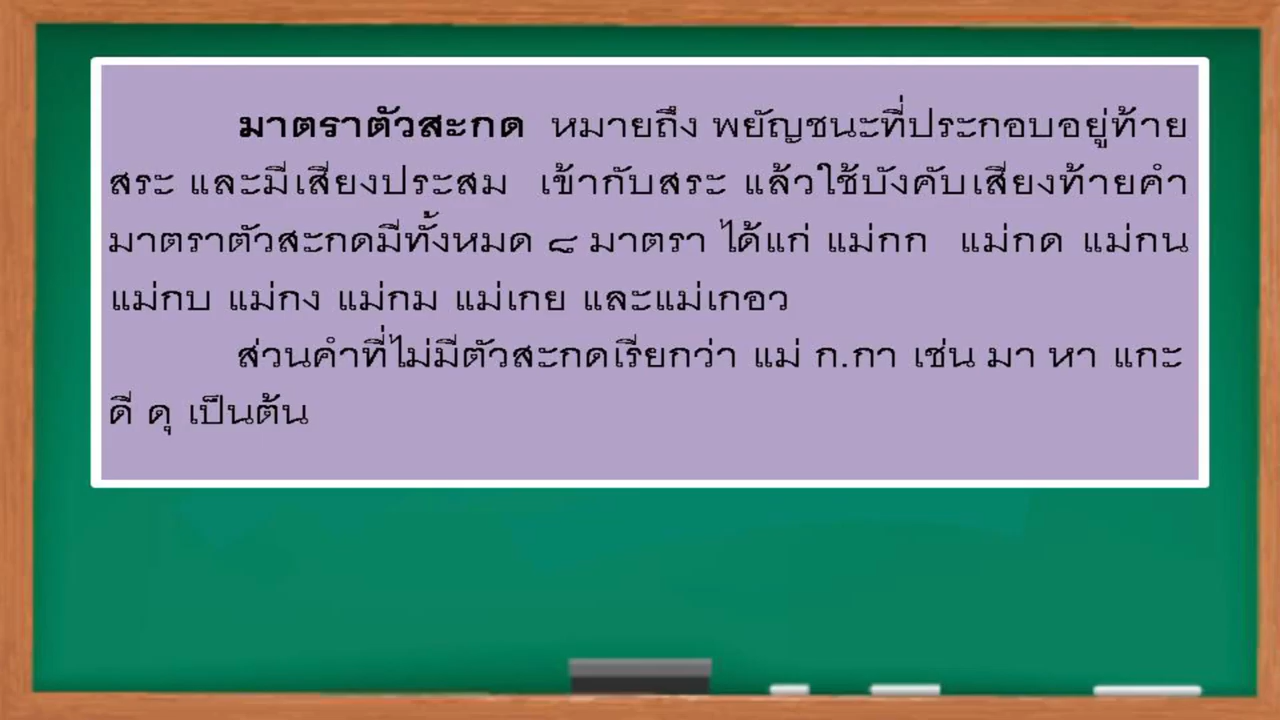 มาตราตัวสะกด หมายถึง พยัญชนะที่ประกอบอยู่ท้าย
สระ และมีเสียงประสม เข้ากับสระ แล้วใช้บังคับเสียงท้ายคำ
มาตราตัวสะกดมีทั้งหมด ๘ มาตรา ได้แก่ แม่กก แม่กด แม่กน
แม่กบ แม่กง แม่กม แม่เกย และแม่เกอว
ส่วนคำที่ไม่มีตัวสะกดเรียกว่า แม่ ก.กา เช่น มา หา แกะ
ดี ดุ เป็นต้น